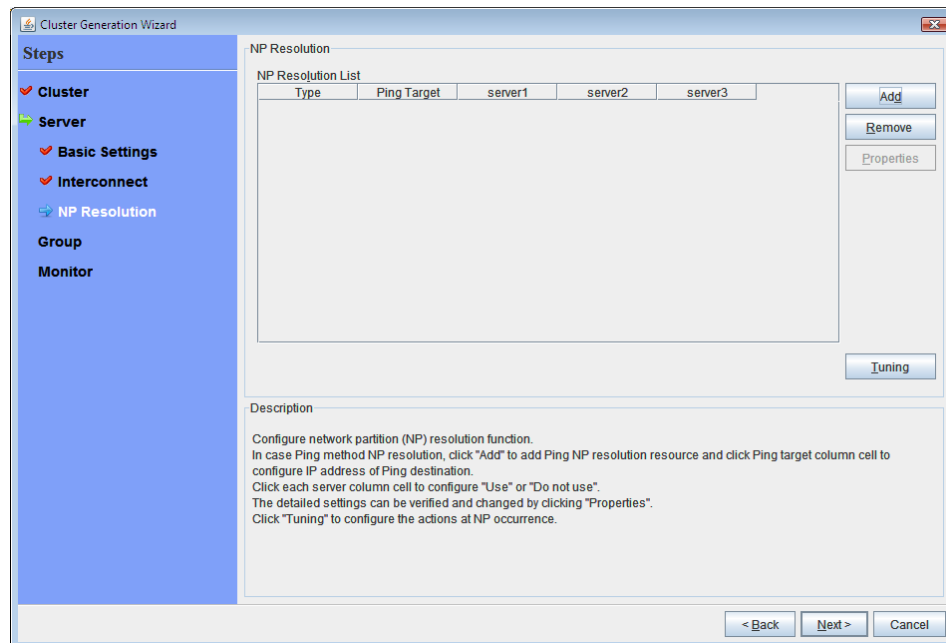 Cluster Generation Wizard
Steps
Cluster
Server
Basic Settings
Interconnect
NP Resolution
Group
Monitor
NP Resolution
NP Resolution List
Type Ping Target server1 server2 server3
Add
Remove
Properties
Tuning
Description
Configure network partition (NP) resolution function.
In case Ping method NP resolution, click "Add" to add Ping NP resolution resource and click Ping target column cell to
configure IP address of Ping destination.
Click each server column cell to configure "Use" or "Do not use".
The detailed settings can be verified and changed by clicking "Properties".
Click "Tuning" to configure the actions at NP occurrence.
< Back Next > Cancel